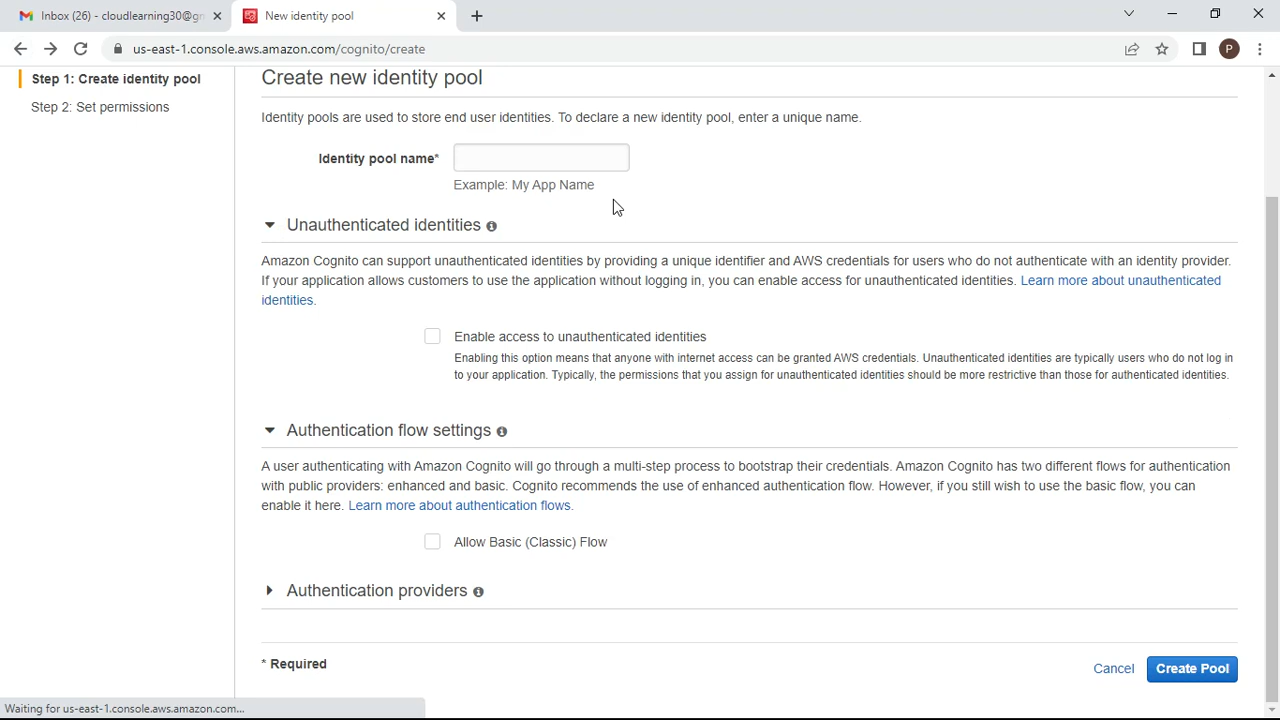 Inbox (26) - cloudlearning30@gm
New identity pool
us-east-1.console.aws.amazon.com/cognito/create
P
Step 1: Create identity pool
Step 2: Set permissions
Create new identity pool
Identity pools are used to store end user identities. To declare a new identity pool, enter a unique name.
Identity pool name*
Example: My App Name
Unauthenticated identities
Amazon Cognito can support unauthenticated identities by providing a unique identifier and AWS credentials for users who do not authenticate with an identity provider.
If your application allows customers to use the application without logging in, you can enable access for unauthenticated identities. Learn more about unauthenticated
identities.
Enable access to unauthenticated identities
Enabling this option means that anyone with internet access can be granted AWS credentials. Unauthenticated identities are typically users who do not log in
to your application. Typically, the permissions that you assign for unauthenticated identities should be more restrictive than those for authenticated identities.
Authentication flow settings
A user authenticating with Amazon Cognito will go through a multi-step process to bootstrap their credentials. Amazon Cognito has two different flows for authentication
with public providers: enhanced and basic. Cognito recommends the use of enhanced authentication flow. However, if you still wish to use the basic flow, you can
enable it here. Learn more about authentication flows.
Allow Basic (Classic) Flow
Authentication providers
* Required
Cancel
Create Pool
Waiting for us-east-1.console.aws.amazon.com...